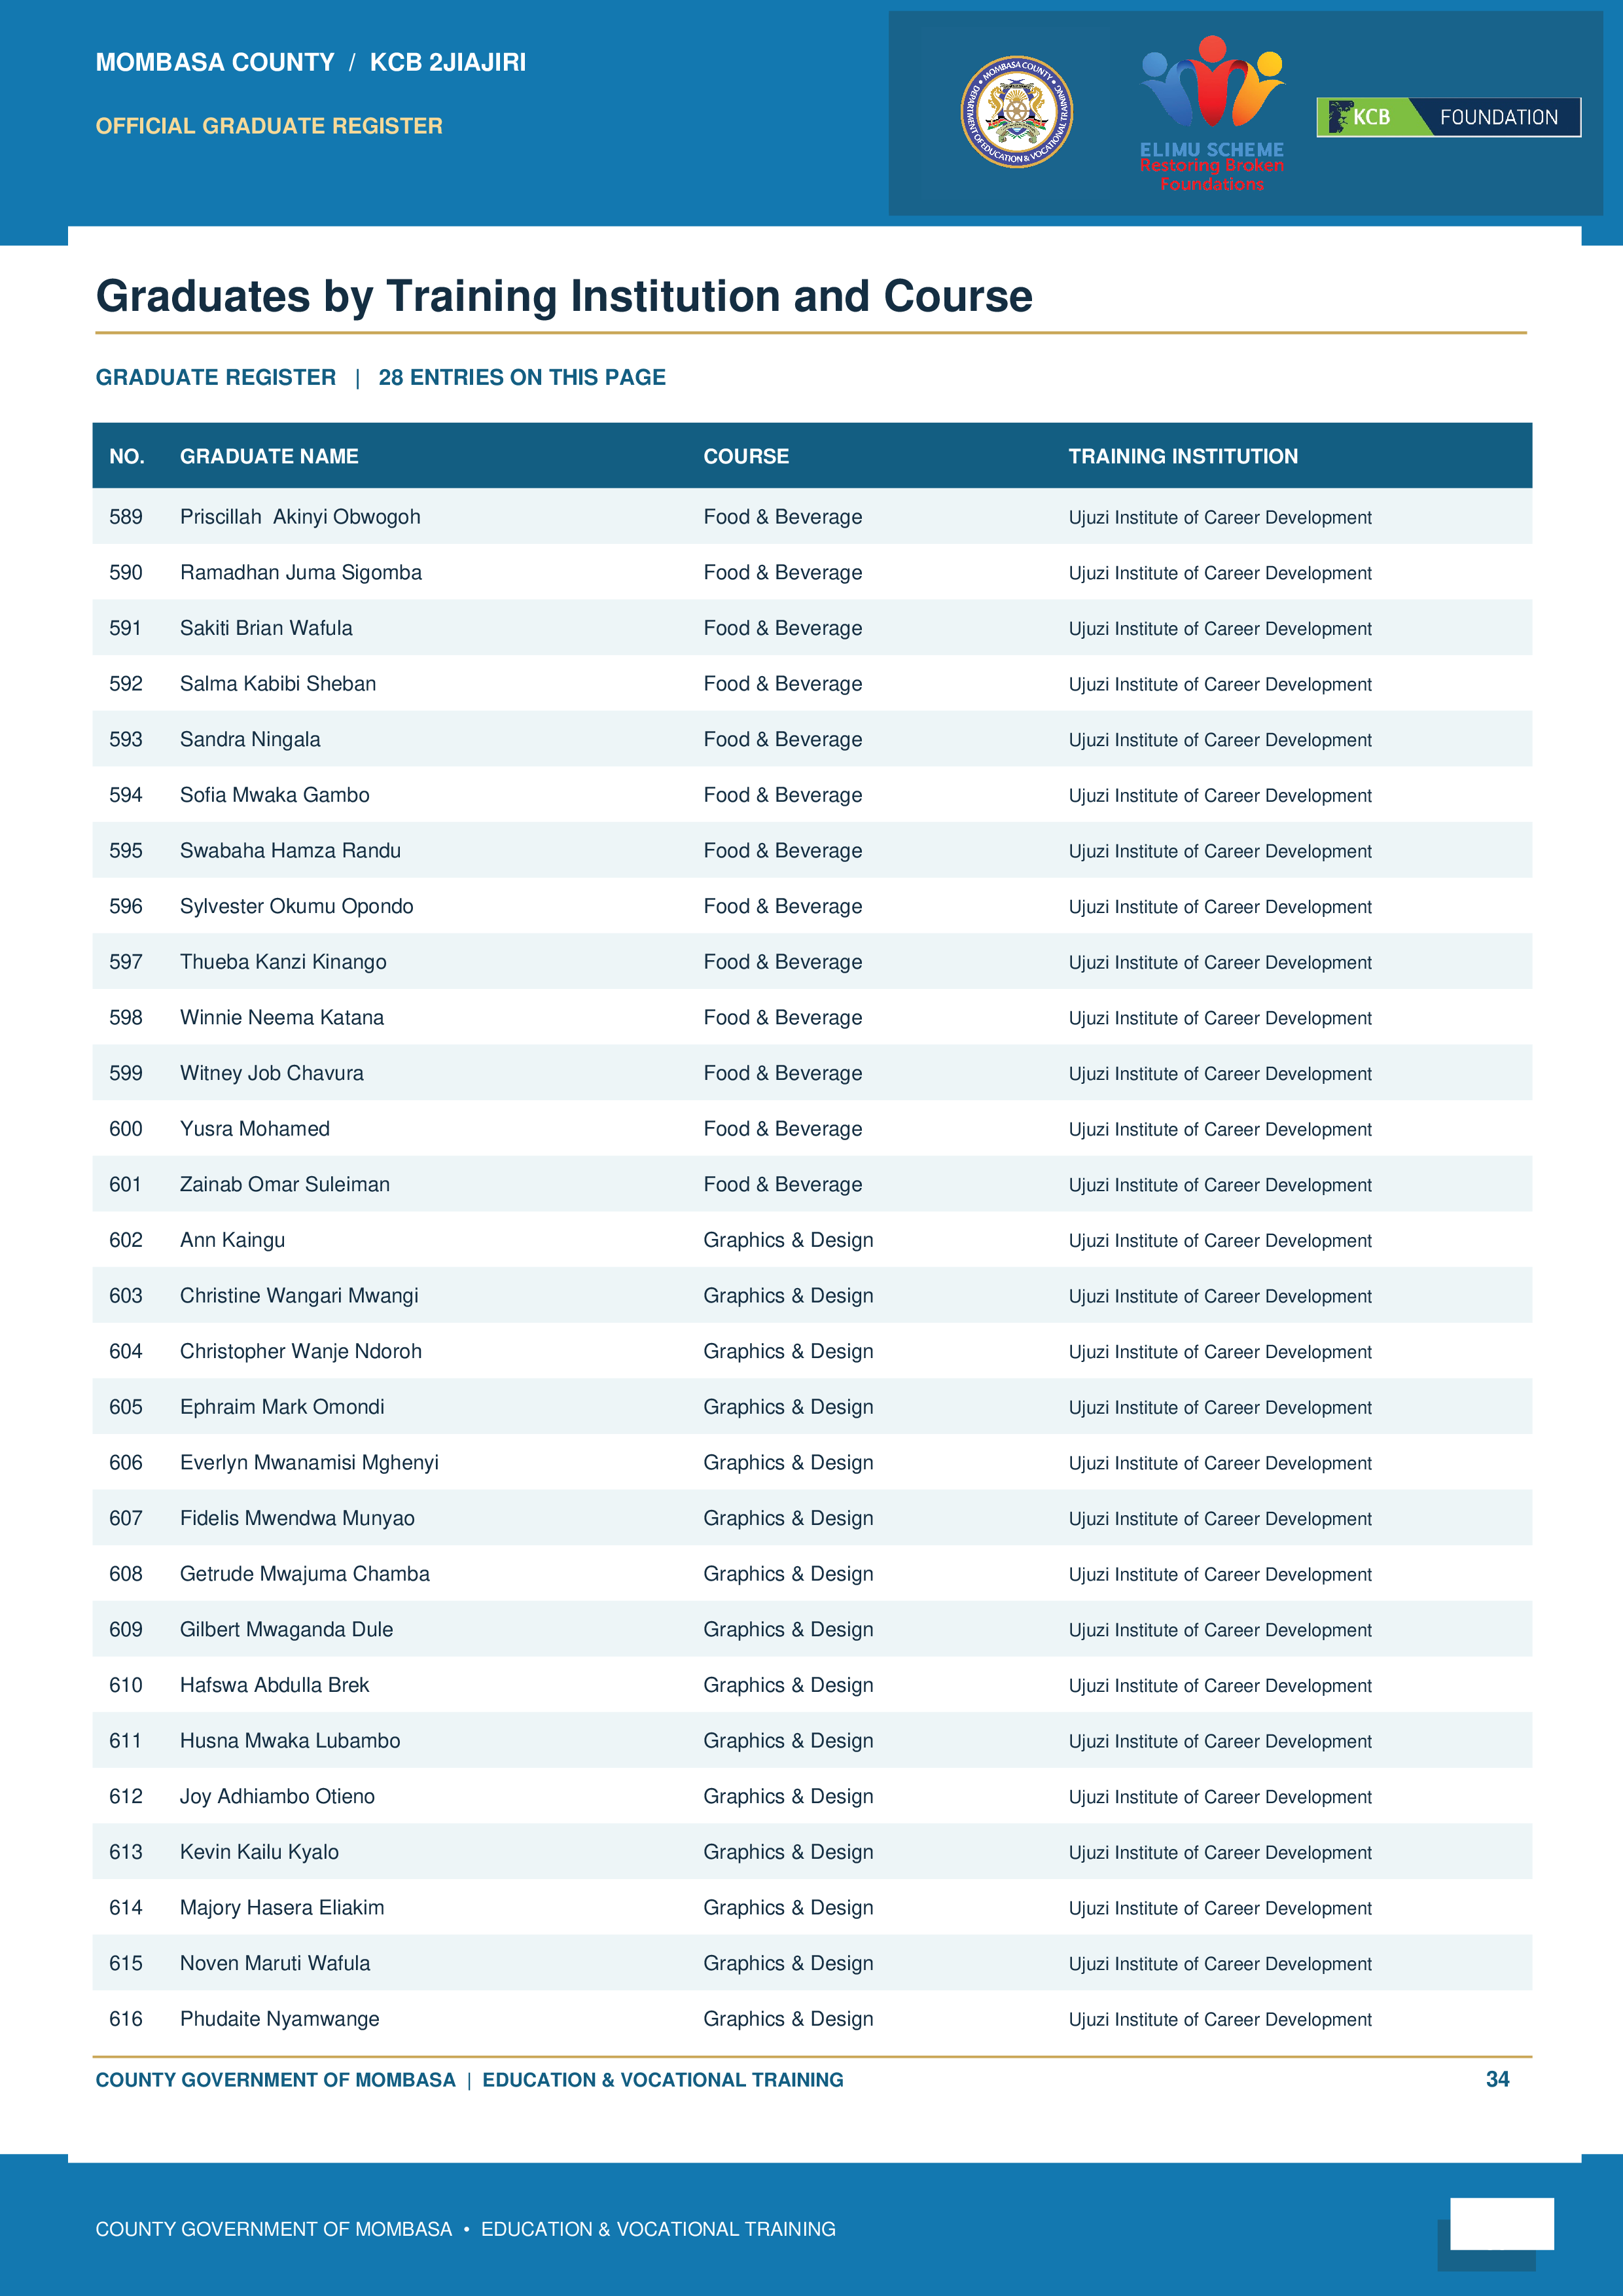 MOMBASA COUNTY / KCB 2JIAJIRI
OFFICIAL GRADUATE REGISTER
MOMBASA COUNTY
DEPARTMENT OF EDUCATION & VOCATIONAL TRAINING
ELIMU SCHEME
Restoring Broken
Foundations
KCB FOUNDATION
Graduates by Training Institution and Course
GRADUATE REGISTER | 28 ENTRIES ON THIS PAGE
NO. GRADUATE NAME COURSE TRAINING INSTITUTION
589 Priscillah Akinyi Obwogoh Food & Beverage Ujuzi Institute of Career Development
590 Ramadhan Juma Sigomba Food & Beverage Ujuzi Institute of Career Development
591 Sakiti Brian Wafula Food & Beverage Ujuzi Institute of Career Development
592 Salma Kabibi Sheban Food & Beverage Ujuzi Institute of Career Development
593 Sandra Ningala Food & Beverage Ujuzi Institute of Career Development
594 Sofia Mwaka Gambo Food & Beverage Ujuzi Institute of Career Development
595 Swabaha Hamza Randu Food & Beverage Ujuzi Institute of Career Development
596 Sylvester Okumu Opondo Food & Beverage Ujuzi Institute of Career Development
597 Thueba Kanzi Kinango Food & Beverage Ujuzi Institute of Career Development
598 Winnie Neema Katana Food & Beverage Ujuzi Institute of Career Development
599 Witney Job Chavura Food & Beverage Ujuzi Institute of Career Development
600 Yusra Mohamed Food & Beverage Ujuzi Institute of Career Development
601 Zainab Omar Suleiman Food & Beverage Ujuzi Institute of Career Development
602 Ann Kaingu Graphics & Design Ujuzi Institute of Career Development
603 Christine Wangari Mwangi Graphics & Design Ujuzi Institute of Career Development
604 Christopher Wanje Ndoroh Graphics & Design Ujuzi Institute of Career Development
605 Ephraim Mark Omondi Graphics & Design Ujuzi Institute of Career Development
606 Everlyn Mwanamisi Mghenyi Graphics & Design Ujuzi Institute of Career Development
607 Fidelis Mwendwa Munyao Graphics & Design Ujuzi Institute of Career Development
608 Getrude Mwajuma Chamba Graphics & Design Ujuzi Institute of Career Development
609 Gilbert Mwaganda Dule Graphics & Design Ujuzi Institute of Career Development
610 Hafswa Abdulla Brek Graphics & Design Ujuzi Institute of Career Development
611 Husna Mwaka Lubambo Graphics & Design Ujuzi Institute of Career Development
612 Joy Adhiambo Otieno Graphics & Design Ujuzi Institute of Career Development
613 Kevin Kailu Kyalo Graphics & Design Ujuzi Institute of Career Development
614 Majory Hasera Eliakim Graphics & Design Ujuzi Institute of Career Development
615 Noven Maruti Wafula Graphics & Design Ujuzi Institute of Career Development
616 Phudaite Nyamwange Graphics & Design Ujuzi Institute of Career Development
COUNTY GOVERNMENT OF MOMBASA | EDUCATION & VOCATIONAL TRAINING 34
COUNTY GOVERNMENT OF MOMBASA • EDUCATION & VOCATIONAL TRAINING